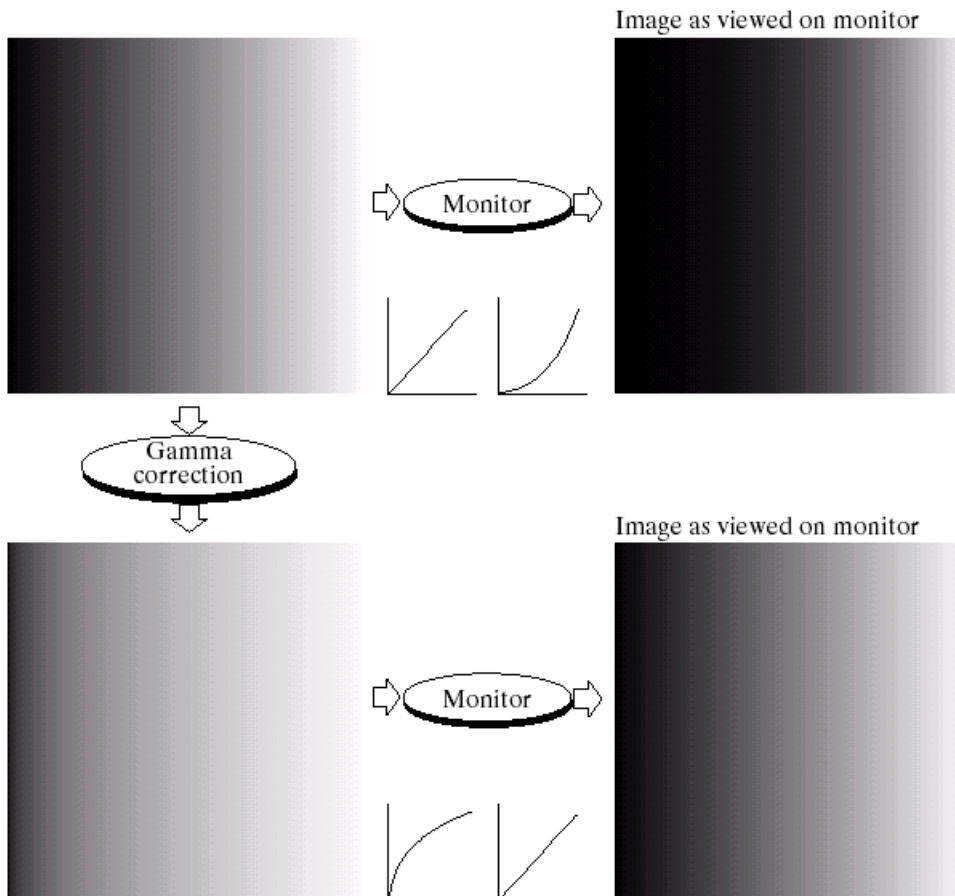 Image as viewed on monitor
Monitor
Gamma
correction
Image as viewed on monitor
Monitor